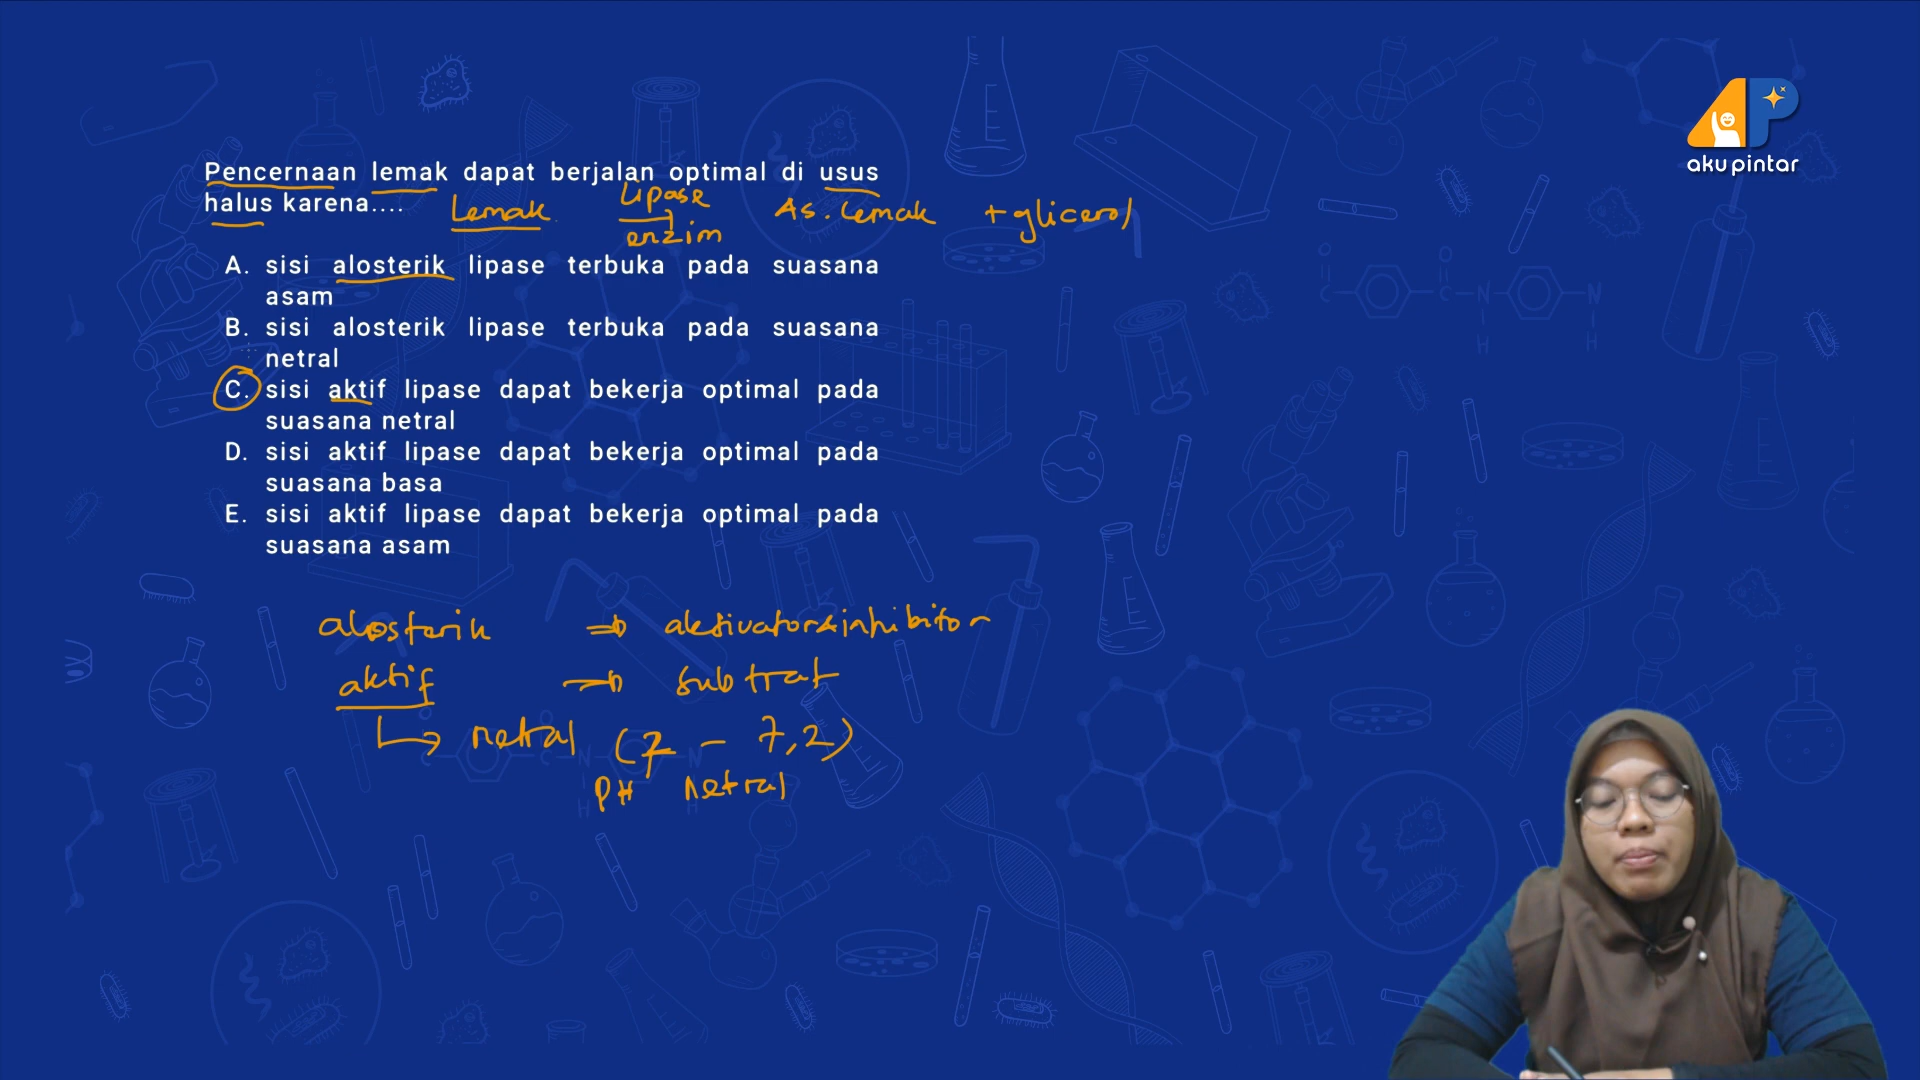 aku pintar
Pencernaan lemak dapat berjalan optimal di usus
halus karena....
Lemak Lipase enzim As. Lemak + glicerol
A. sisi alosterik lipase terbuka pada suasana
asam
B. sisi alosterik lipase terbuka pada suasana
netral
C. sisi aktif lipase dapat bekerja optimal pada
suasana netral
D. sisi aktif lipase dapat bekerja optimal pada
suasana basa
E. sisi aktif lipase dapat bekerja optimal pada
suasana asam
alosterik ⇒ aktivator & inhibitor
aktif ⇒ subtrat
↳ netral (7 - 7,2)
PH netral